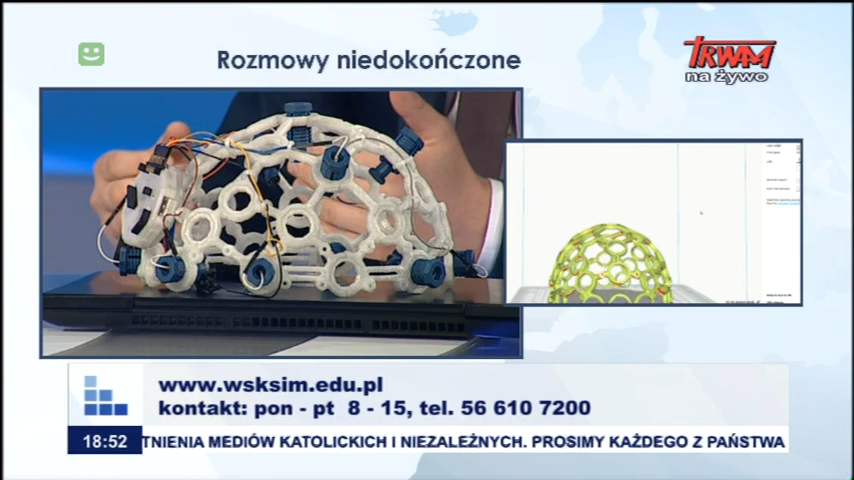 Rozmowy niedokończone
TRWAM
na żywo
www.wsksim.edu.pl
kontakt: pon - pt 8 - 15, tel. 56 610 7200
18:52 TNIENIA MEDIÓW KATOLICKICH I NIEZALEŻNYCH. PROSIMY KAŻDEGO Z PAŃSTWA